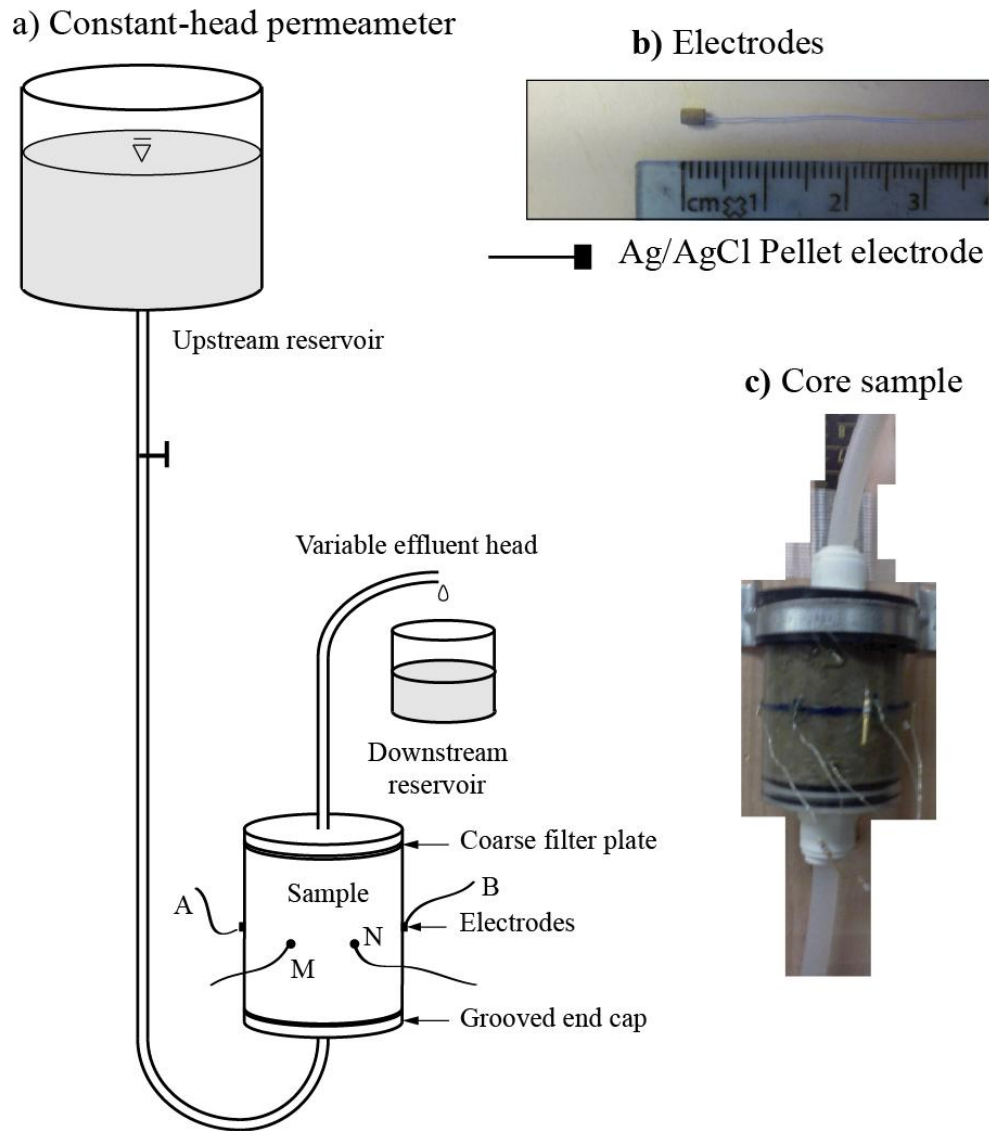 a) Constant-head permeameter
b) Electrodes
cm 1 2 3 4
Ag/AgCl Pellet electrode
Upstream reservoir
c) Core sample
Variable effluent head
Downstream
reservoir
Coarse filter plate
Sample
A
B
Electrodes
N
M
Grooved end cap